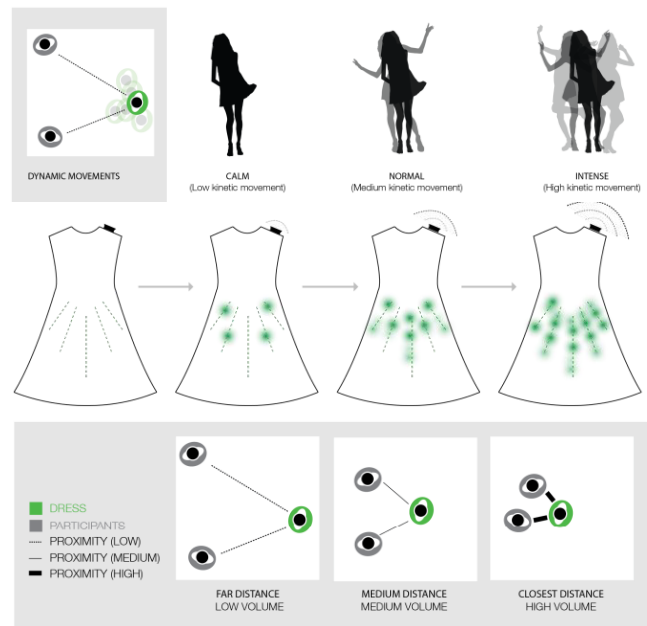 DYNAMIC MOVEMENTS
CALM
(Low kinetic movement)
NORMAL
(Medium kinetic movement)
INTENSE
(High kinetic movement)
DRESS
PARTICIPANTS
PROXIMITY (LOW)
PROXIMITY (MEDIUM)
PROXIMITY (HIGH)
FAR DISTANCE
LOW VOLUME
MEDIUM DISTANCE
MEDIUM VOLUME
CLOSEST DISTANCE
HIGH VOLUME